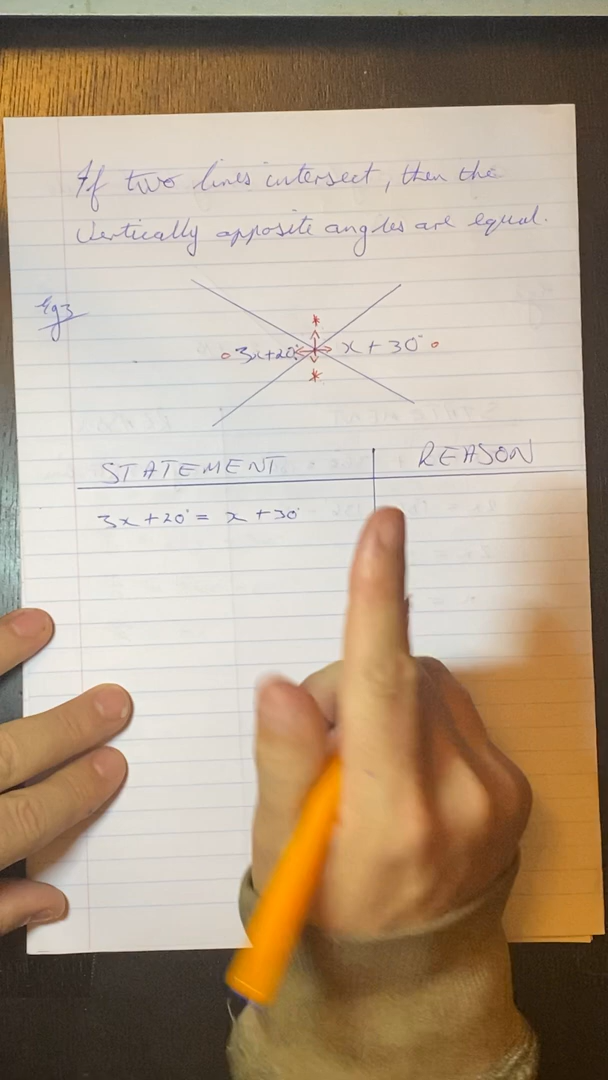 If two lines intersect, then the
Vertically opposite angles are equal.
Eg3
*
3x+20° x + 30°
*
STATEMENT REASON
3x + 20° = x + 30°